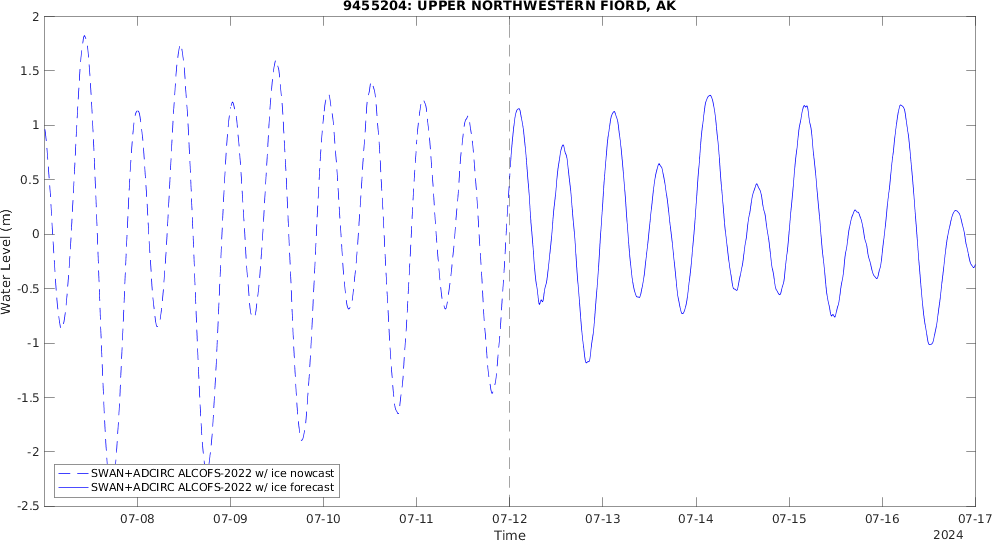 9455204: UPPER NORTHWESTERN FIORD, AK
Water Level (m)
2
1.5
1
0.5
0
-0.5
-1
-1.5
-2
-2.5
SWAN+ADCIRC ALCOFS-2022 w/ ice nowcast
SWAN+ADCIRC ALCOFS-2022 w/ ice forecast
07-08 07-09 07-10 07-11 07-12 07-13 07-14 07-15 07-16 07-17
Time
2024